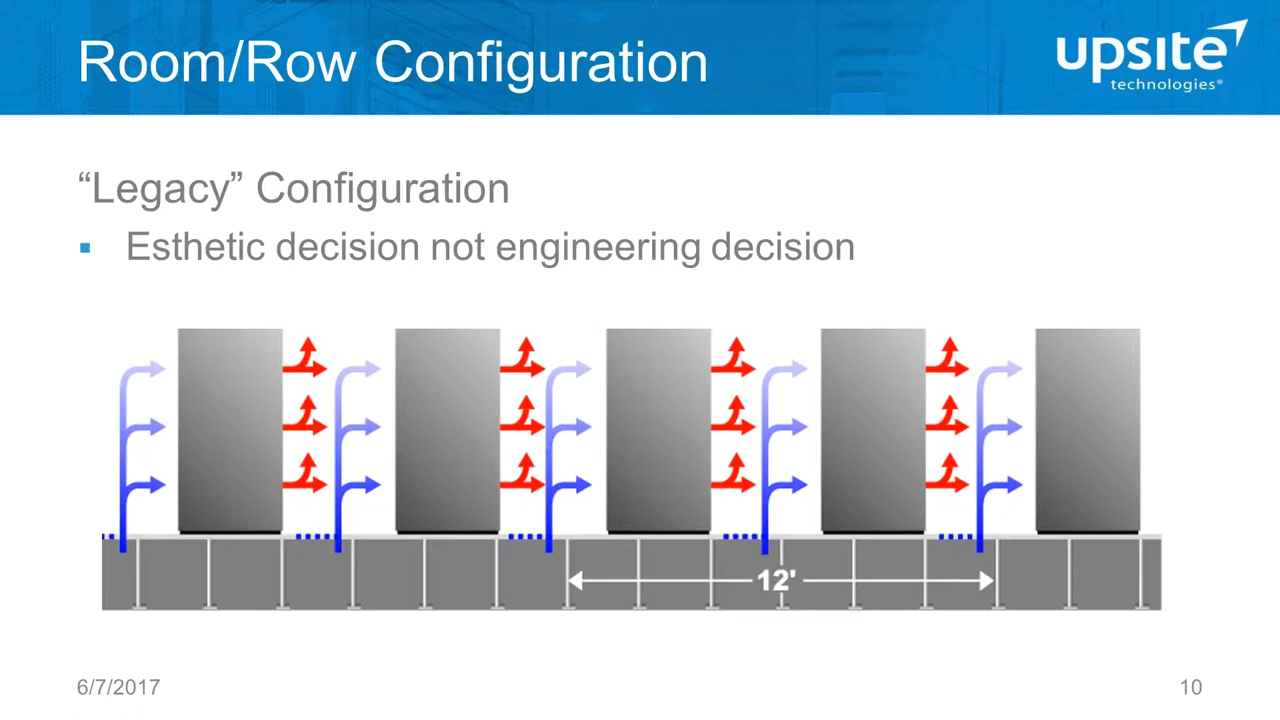 Room/Row Configuration
upsite
technologies®
“Legacy” Configuration
▪ Esthetic decision not engineering decision
12'
6/7/2017
10